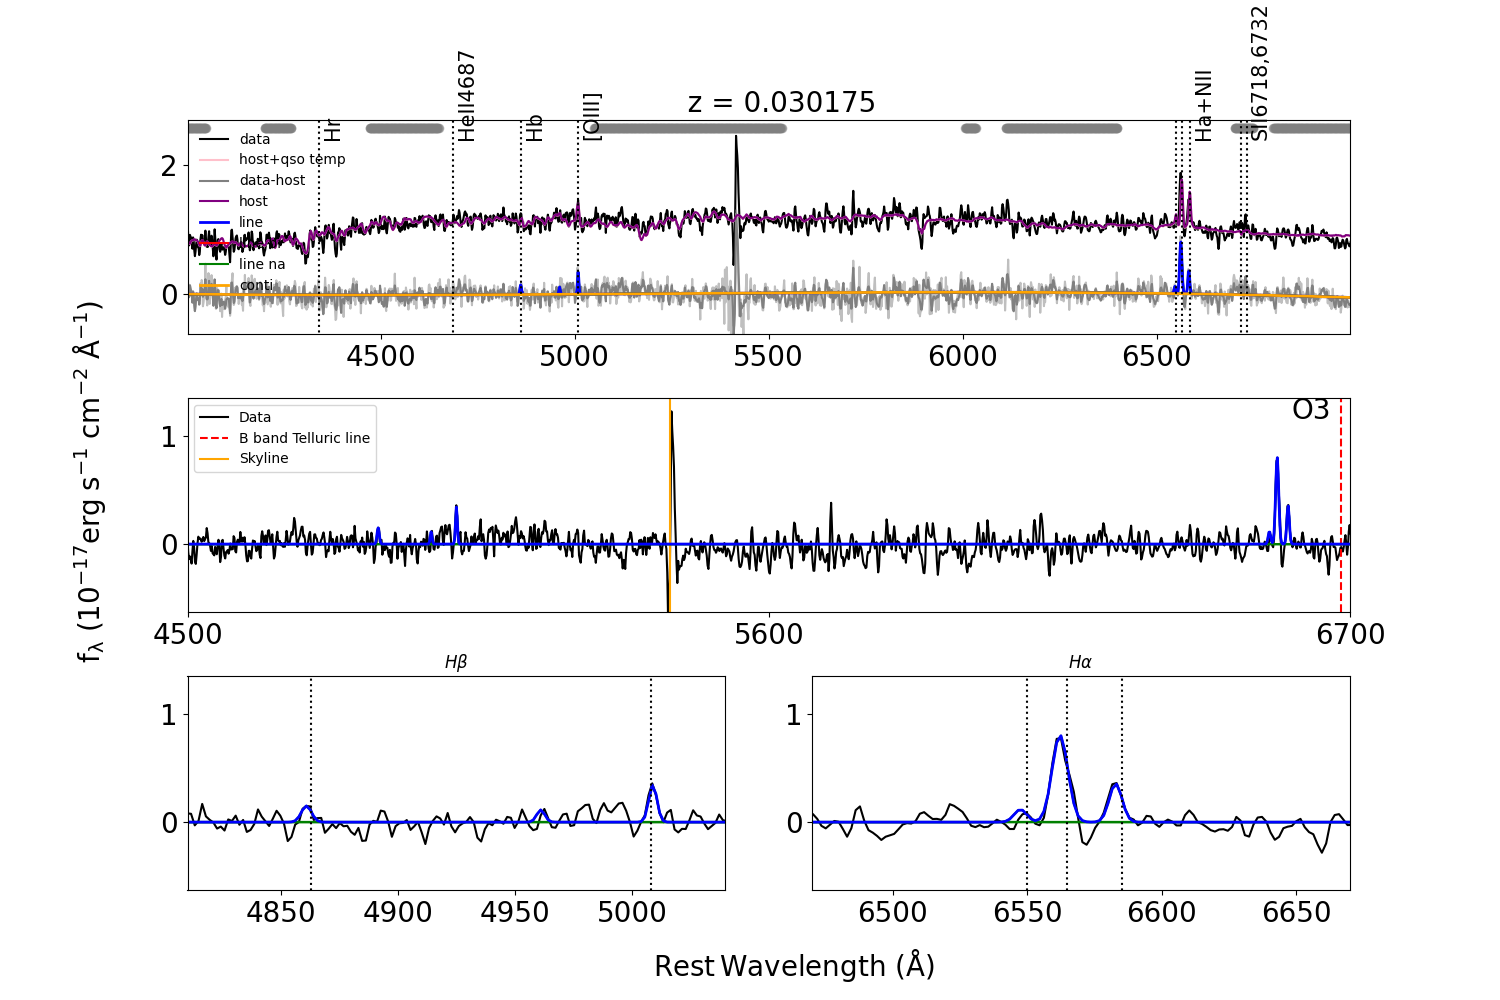 z = 0.030175
Hr
HeII4687
Hb
[OIII]
Ha+NII
SII6718,6732
data
host+qso temp
data-host
host
line
line na
conti
2
0
4500 5000 5500 6000 6500
fλ (10−17erg s−1 cm−2 Å−1)
Data
B band Telluric line
Skyline
O3
1
0
4500 5600 6700
Hβ
1
0
4850 4900 4950 5000
Hα
1
0
6500 6550 6600 6650
Rest Wavelength (Å)